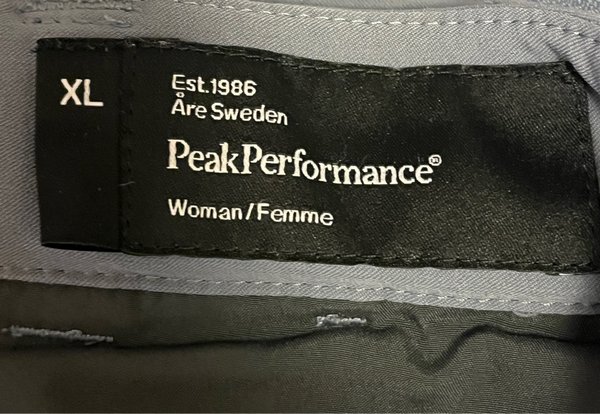 XL
Est.1986
Åre Sweden
PeakPerformance®
Woman/Femme